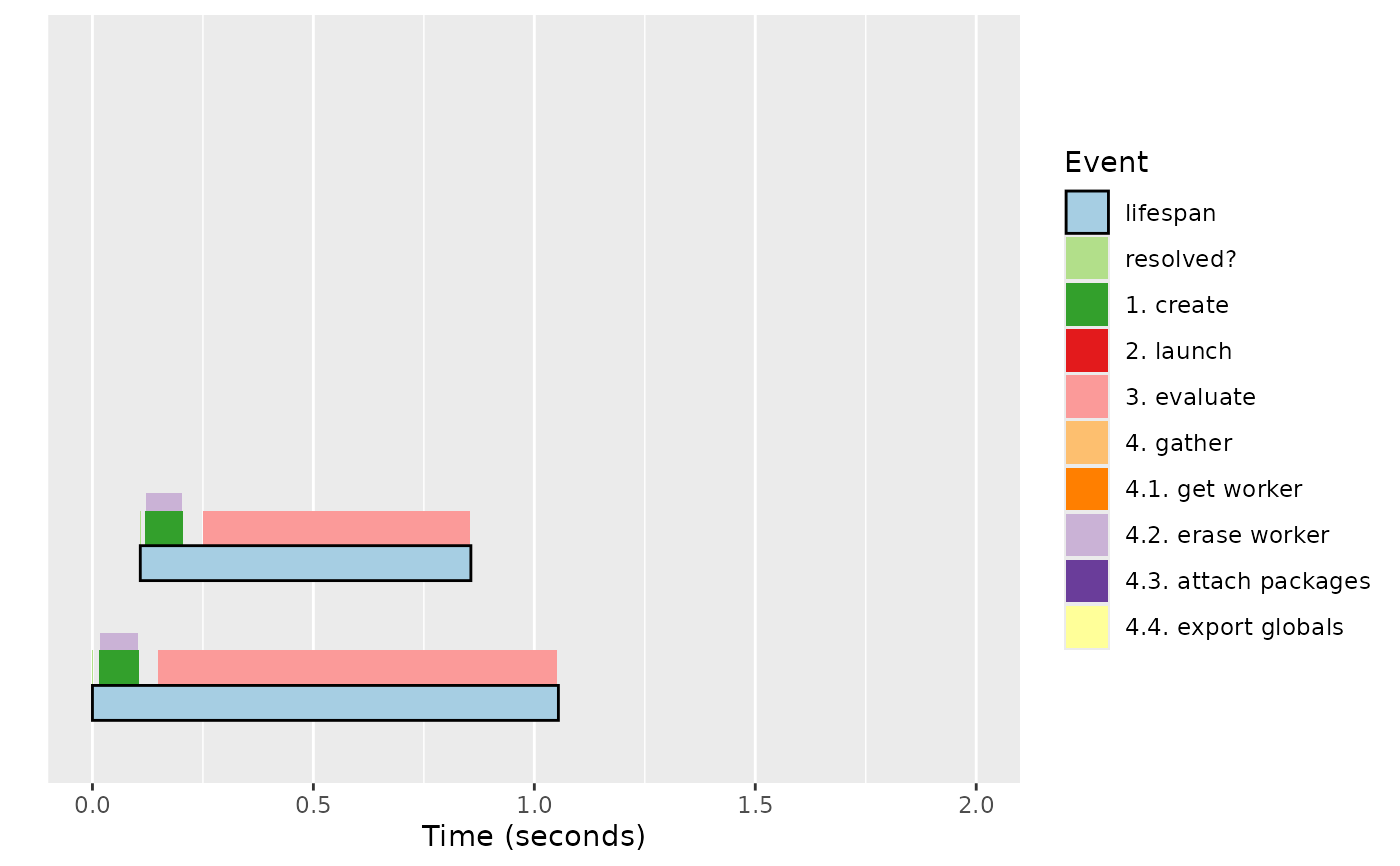 Event
lifespan
resolved?
1. create
2. launch
3. evaluate
4. gather
4.1. get worker
4.2. erase worker
4.3. attach packages
4.4. export globals
0.0 0.5 1.0 1.5 2.0
Time (seconds)